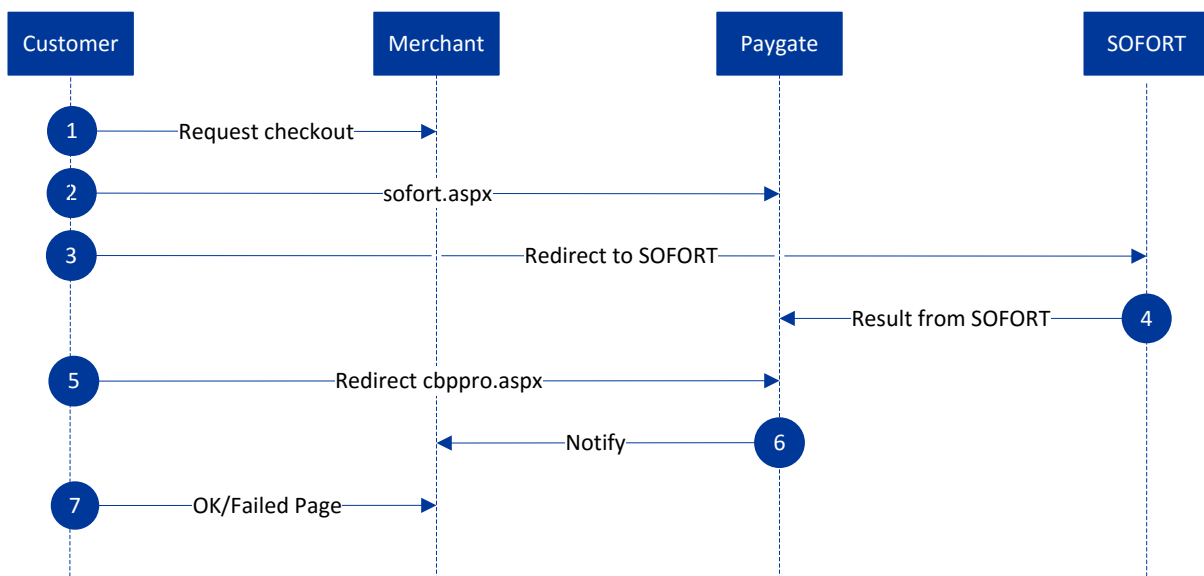 Customer
Merchant
Paygate
SOFORT
1
Request checkout
2
sofort.aspx
3
Redirect to SOFORT
Result from SOFORT
4
5
Redirect cbppro.aspx
Notify
6
7
OK/Failed Page